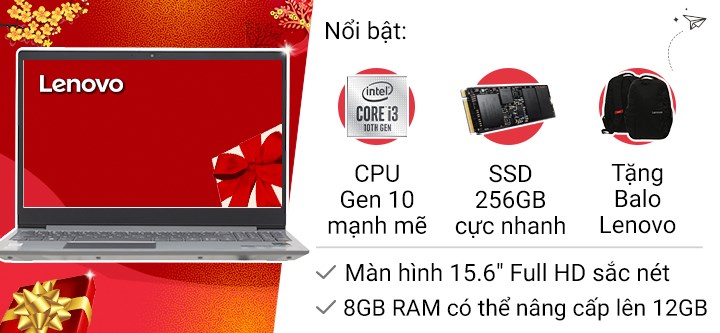 Nổi bật:
Lenovo
intel
CORE i3
10TH GEN
CPU
Gen 10
mạnh mẽ
SSD
256GB
cực nhanh
Tặng
Balo
Lenovo
Màn hình 15.6" Full HD sắc nét
8GB RAM có thể nâng cấp lên 12GB